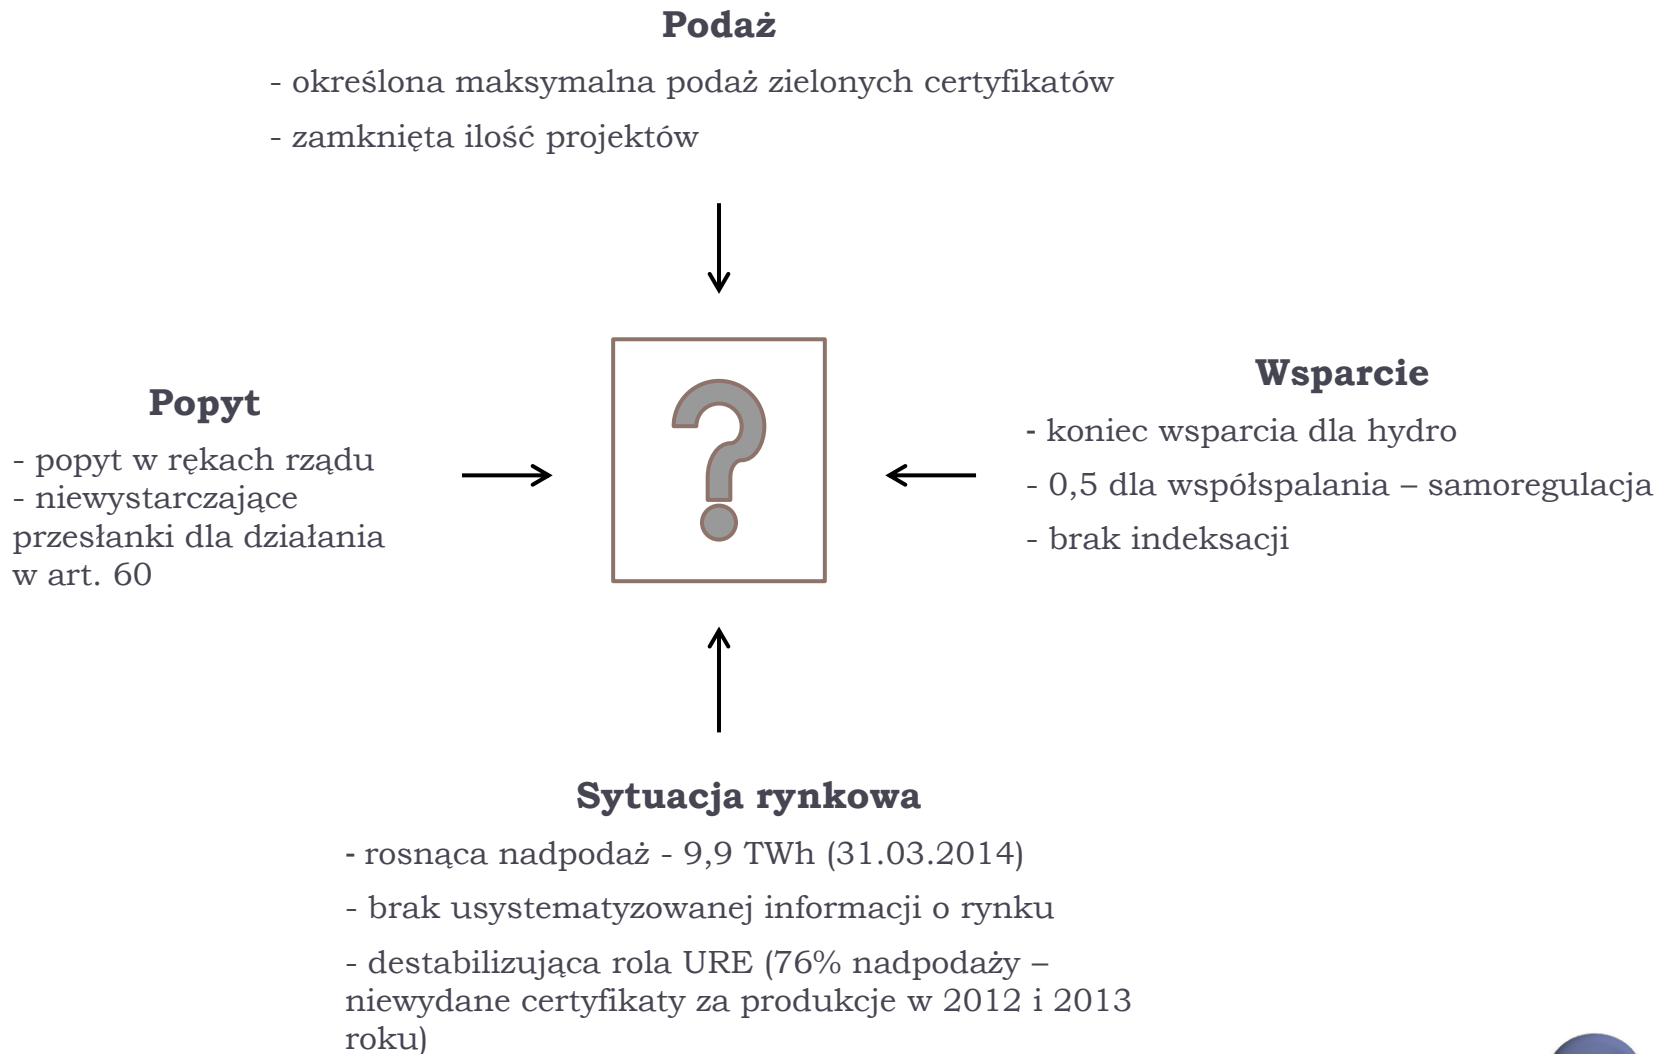 Podaż
- określona maksymalna podaż zielonych certyfikatów
- zamknięta ilość projektów
Popyt
- popyt w rękach rządu
- niewystarczające
przesłanki dla działania
w art. 60
?
Wsparcie
- koniec wsparcia dla hydro
- 0,5 dla współspalania – samoregulacja
- brak indeksacji
Sytuacja rynkowa
- rosnąca nadpodaż - 9,9 TWh (31.03.2014)
- brak usystematyzowanej informacji o rynku
- destabilizująca rola URE (76% nadpodaży –
niewydane certyfikaty za produkcje w 2012 i 2013
roku)